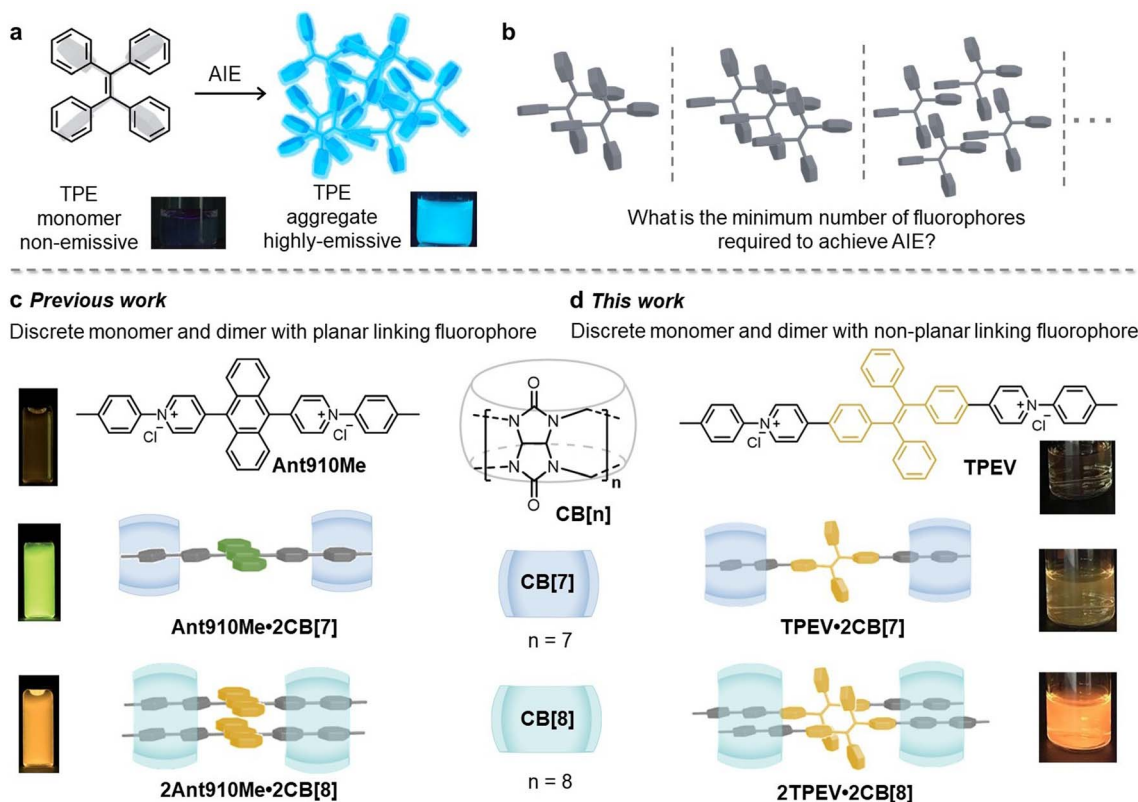 a
AIE
TPE
monomer
non-emissive
TPE
aggregate
highly-emissive
b
What is the minimum number of fluorophores
required to achieve AIE?
c Previous work
Discrete monomer and dimer with planar linking fluorophore
N+
Cl−
N+
Cl−
Ant910Me
Ant910Me•2CB[7]
2Ant910Me•2CB[8]
O
N N
N N
O
n
CB[n]
CB[7]
n = 7
CB[8]
n = 8
d This work
Discrete monomer and dimer with non-planar linking fluorophore
N+
Cl−
N+
Cl−
TPEV
TPEV•2CB[7]
2TPEV•2CB[8]